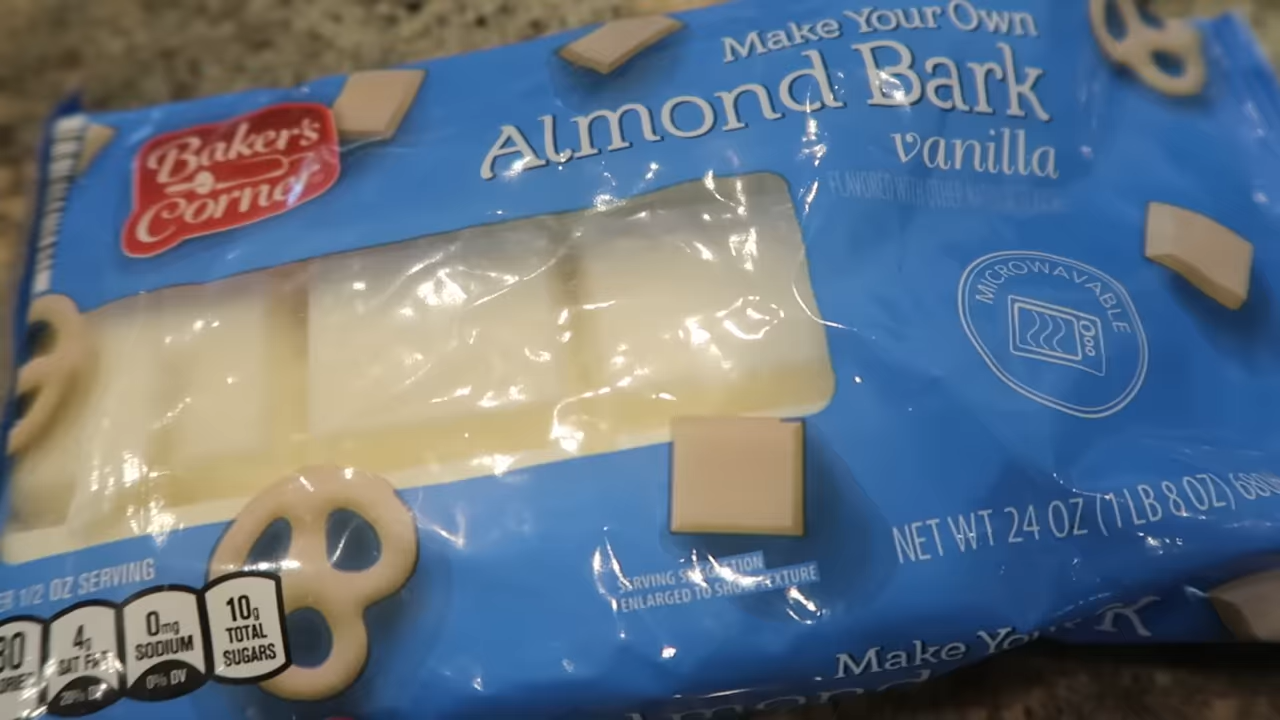 Make Your Own
Almond Bark
vanilla
FLAVORED WITH OTHER
Baker's
Corner
MICROWAVABLE
NET WT 24 OZ (1 LB 8 OZ)
SERVING SUGGESTION
ENLARGED TO SHOW TEXTURE
1/2 OZ SERVING
4g
SAT FAT
20% DV
0mg
SODIUM
0% DV
10g
TOTAL
SUGARS
Make Your